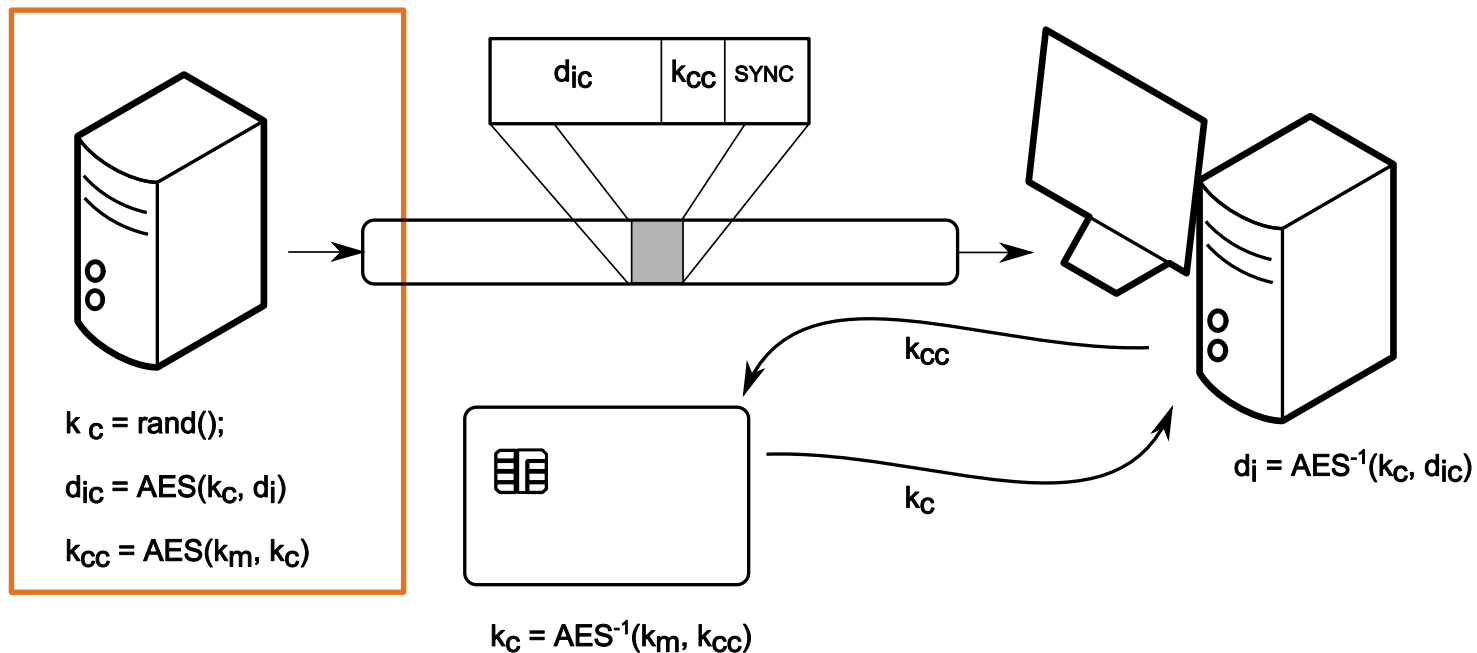 d_ic k_cc SYNC
k_cc
k_c
k_c = rand();
d_ic = AES(k_c, d_i)
k_cc = AES(k_m, k_c)
d_i = AES⁻¹(k_c, d_ic)
k_c = AES⁻¹(k_m, k_cc)